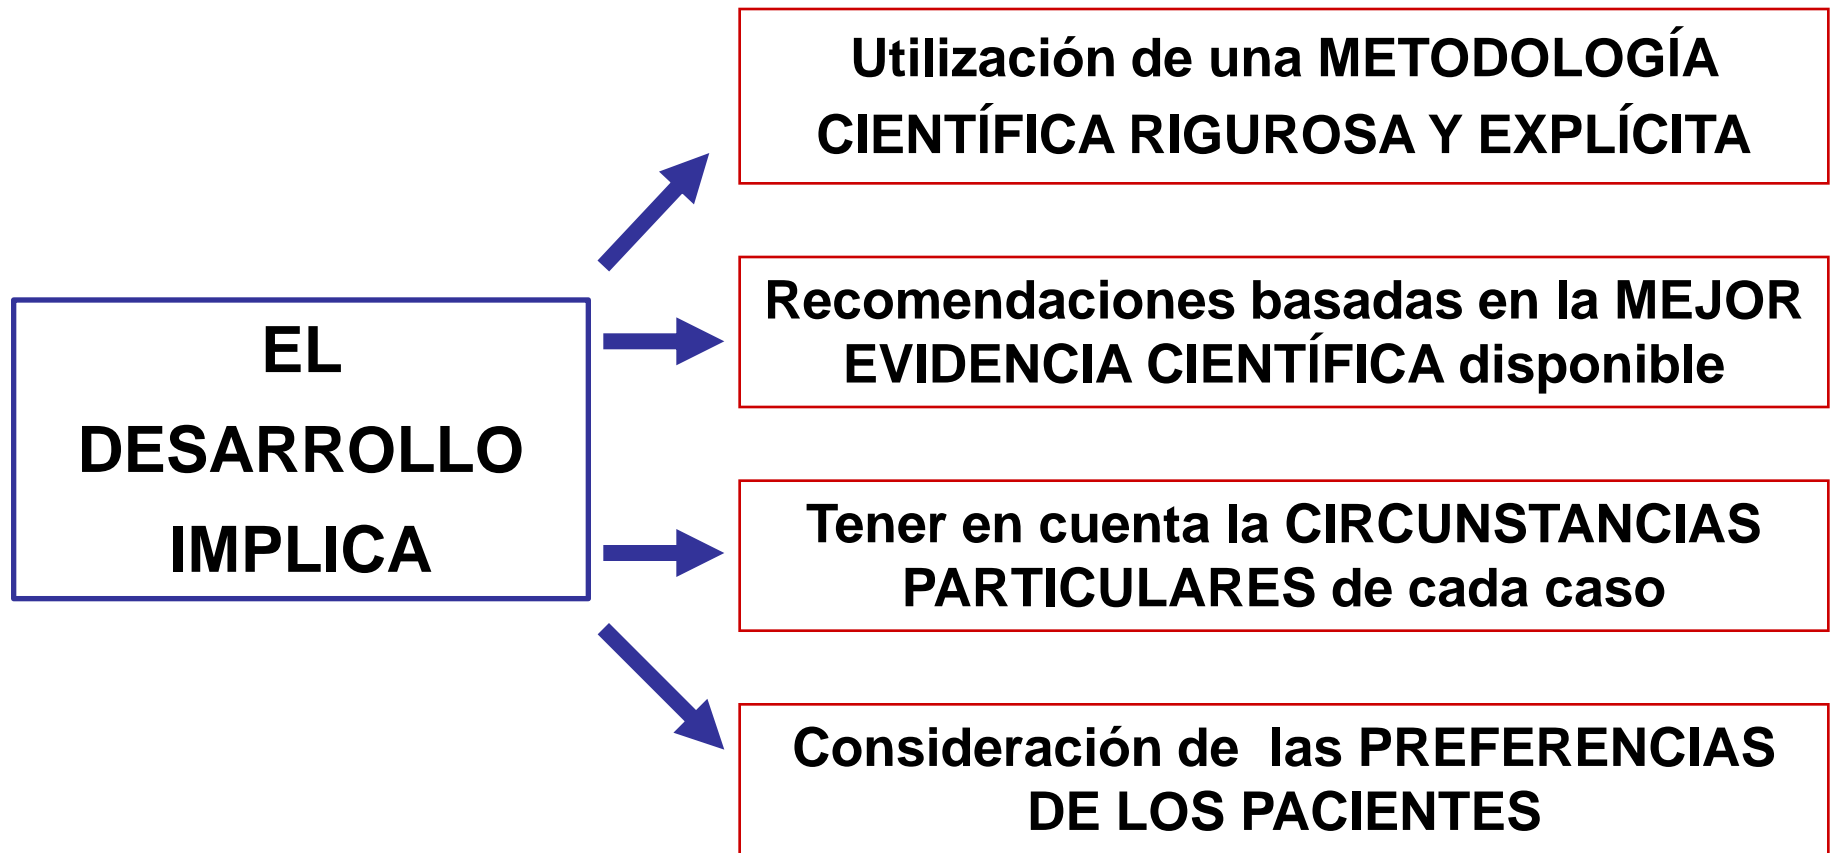 Utilización de una METODOLOGÍA
CIENTÍFICA RIGUROSA Y EXPLÍCITA
Recomendaciones basadas en la MEJOR
EVIDENCIA CIENTÍFICA disponible
EL
DESARROLLO
IMPLICA
Tener en cuenta la CIRCUNSTANCIAS
PARTICULARES de cada caso
Consideración de  las PREFERENCIAS
DE LOS PACIENTES